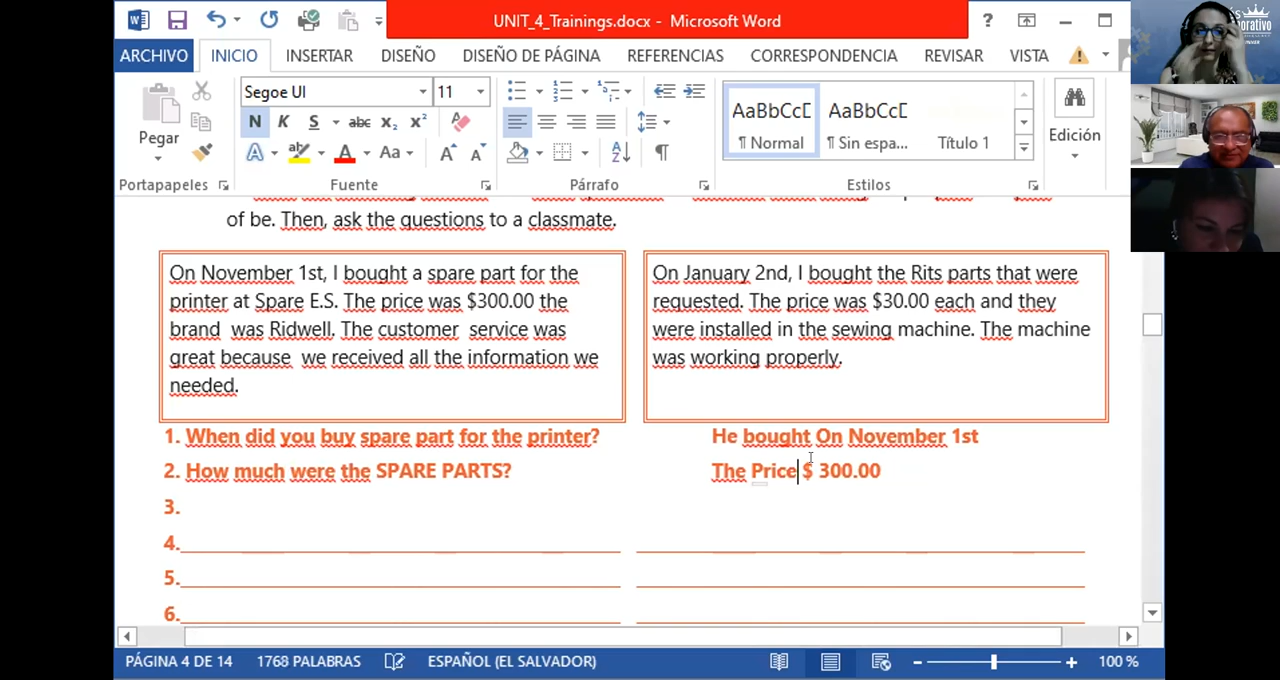 UNIT_4_Trainings.docx - Microsoft Word
ARCHIVO INICIO INSERTAR DISEÑO DISEÑO DE PÁGINA REFERENCIAS CORRESPONDENCIA REVISAR VISTA
Segoe UI 11
Pegar
N K S abc x₂ x²
A ab A Aa A A
AaBbCcD AaBbCcD
¶ Normal ¶ Sin espa... Título 1
Edición
Portapapeles Fuente Párrafo Estilos
of be. Then, ask the questions to a classmate.
On November 1st, I bought a spare part for the
printer at Spare E.S. The price was $300.00 the
brand was Ridwell. The customer service was
great because we received all the information we
needed.
On January 2nd, I bought the Rits parts that were
requested. The price was $30.00 each and they
were installed in the sewing machine. The machine
was working properly.
1. When did you buy spare part for the printer? He bought On November 1st
2. How much were the SPARE PARTS? The Price $ 300.00
3.
4.
5.
6.
PÁGINA 4 DE 14 1768 PALABRAS ESPAÑOL (EL SALVADOR) 100 %